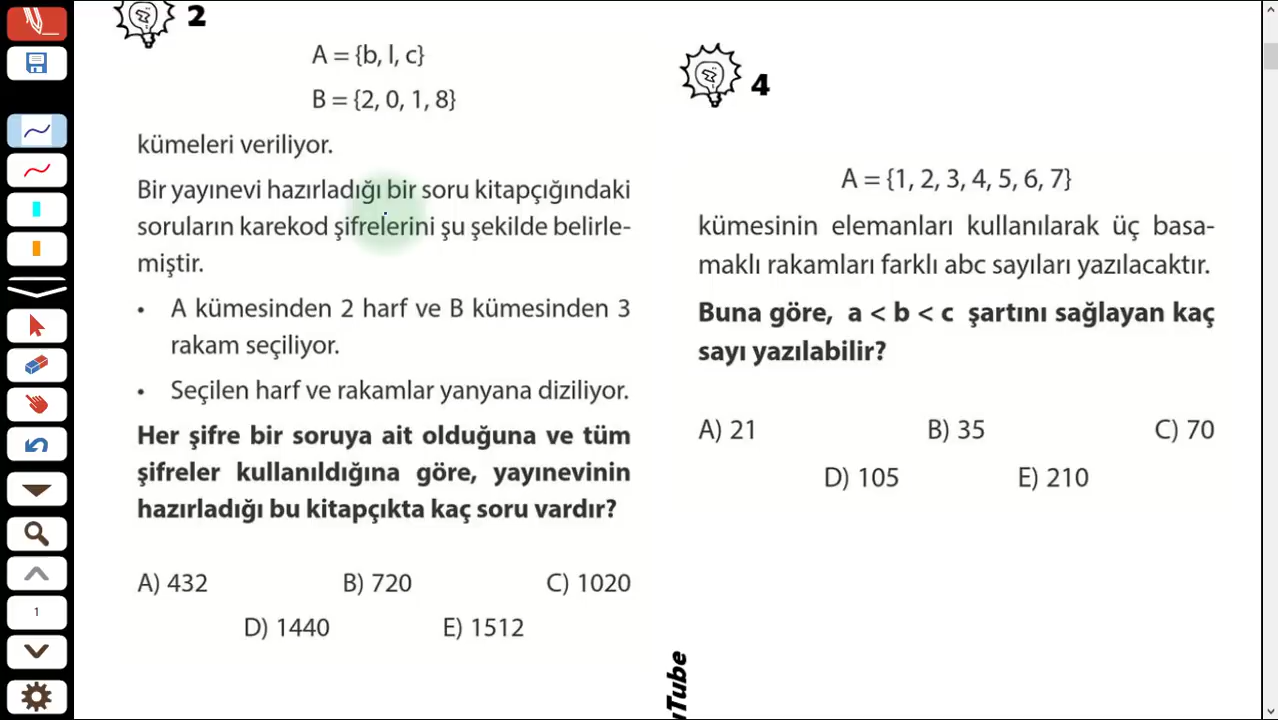 2
A = {b, l, c}
B = {2, 0, 1, 8}
kümeleri veriliyor.
Bir yayınevi hazırladığı bir soru kitapçığındaki
soruların karekod şifrelerini şu şekilde belirle-
miştir.
• A kümesinden 2 harf ve B kümesinden 3
rakam seçiliyor.
• Seçilen harf ve rakamlar yanyana diziliyor.
Her şifre bir soruya ait olduğuna ve tüm
şifreler kullanıldığına göre, yayınevinin
hazırladığı bu kitapçıkta kaç soru vardır?
A) 432 B) 720 C) 1020
D) 1440 E) 1512
4
A = {1, 2, 3, 4, 5, 6, 7}
kümesinin elemanları kullanılarak üç basa-
maklı rakamları farklı abc sayıları yazılacaktır.
Buna göre, a < b < c şartını sağlayan kaç
sayı yazılabilir?
A) 21 B) 35 C) 70
D) 105 E) 210
1